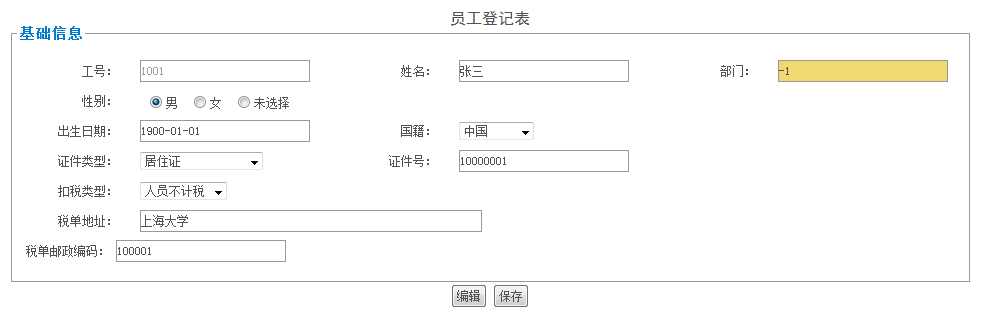 员工登记表
基础信息
工号： 1001 姓名： 张三 部门： -1
性别： 男 女 未选择
出生日期： 1900-01-01 国籍： 中国
证件类型： 居住证 证件号： 10000001
扣税类型： 人员不计税
税单地址： 上海大学
税单邮政编码： 100001
编辑 保存